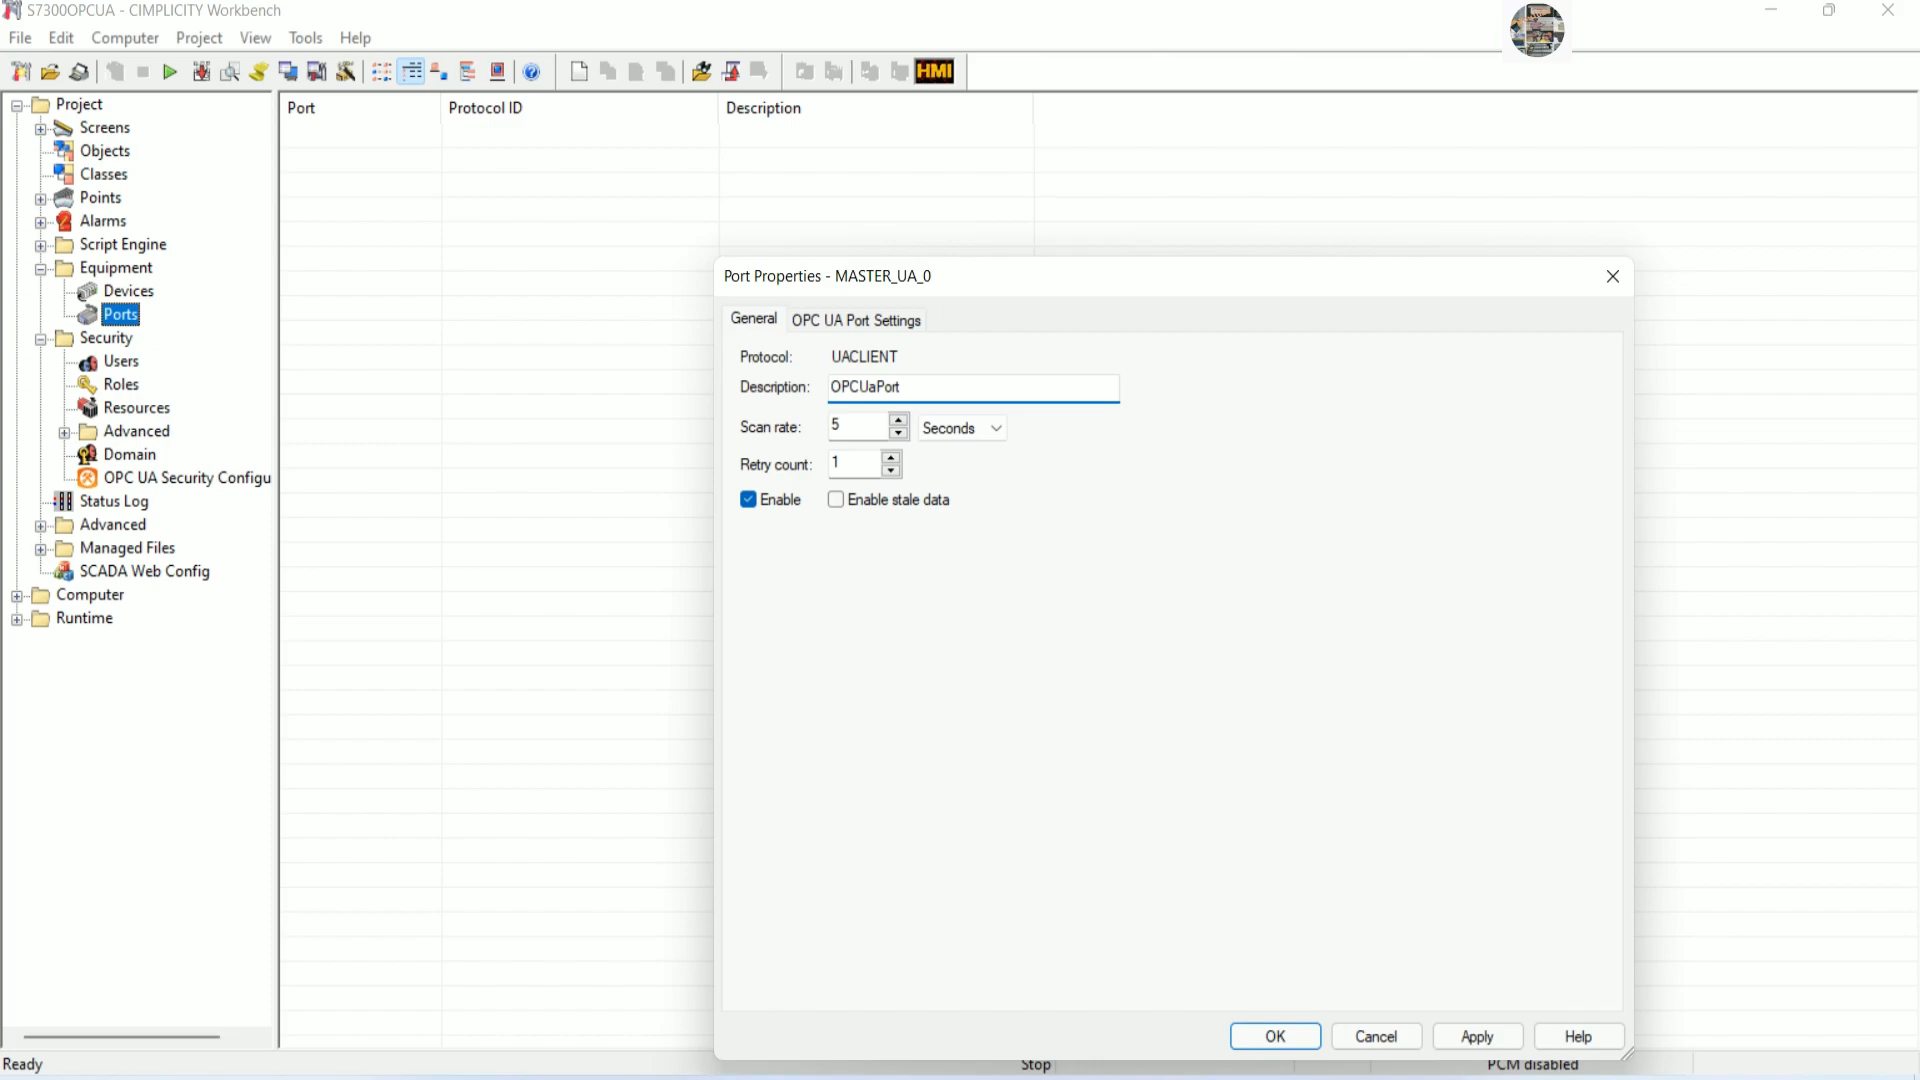 S7300OPCUA - CIMPLICITY Workbench
File Edit Computer Project View Tools Help
HMI
Project
Screens
Objects
Classes
Points
Alarms
Script Engine
Equipment
Devices
Ports
Security
Users
Roles
Resources
Advanced
Domain
OPC UA Security Configu
Status Log
Advanced
Managed Files
SCADA Web Config
Computer
Runtime
Port Protocol ID Description
Port Properties - MASTER_UA_0
General OPC UA Port Settings
Protocol: UACLIENT
Description: OPCUaPort
Scan rate: 5 Seconds
Retry count: 1
Enable Enable stale data
OK Cancel Apply Help
Ready Stop PCM disabled